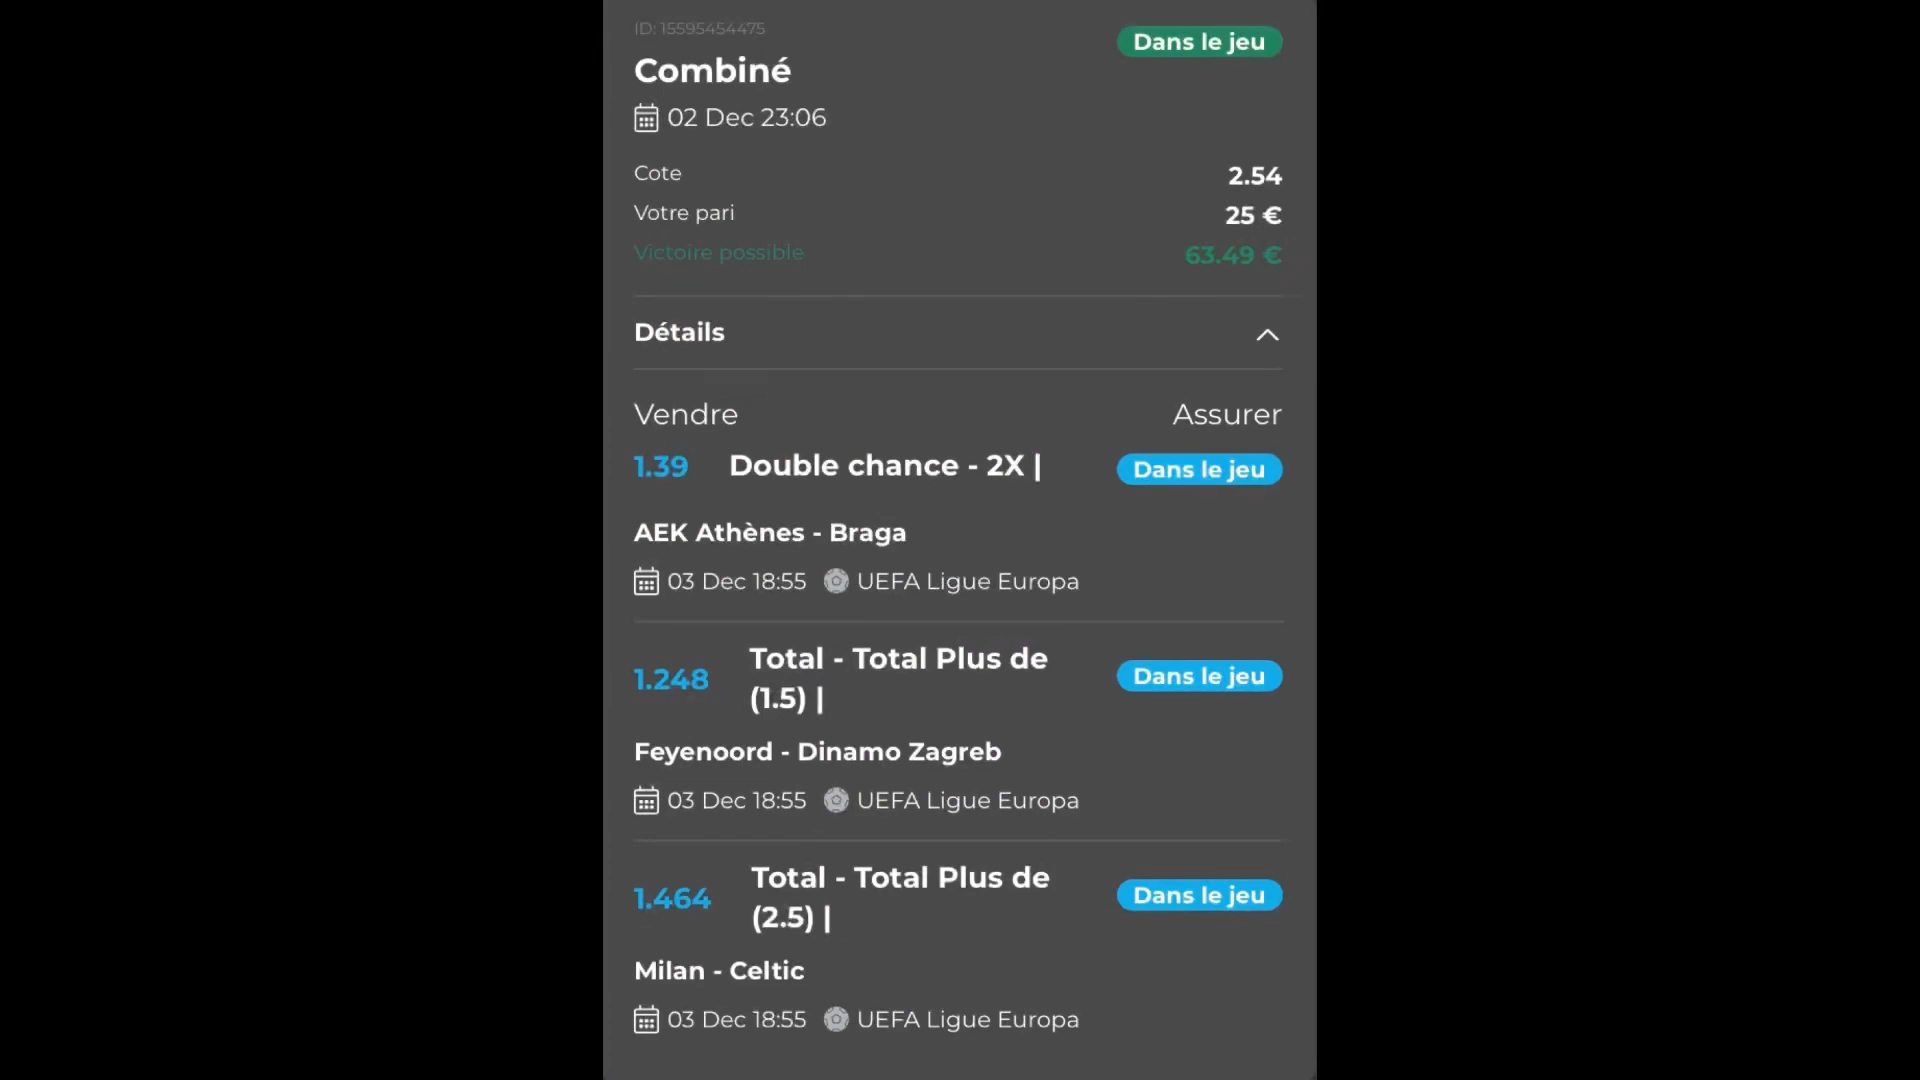 ID: 15595454475
Dans le jeu
Combiné
02 Dec 23:06
Cote 2.54
Votre pari 25 €
Victoire possible 63.49 €
Détails
Vendre Assurer
1.39 Double chance - 2X | Dans le jeu
AEK Athènes - Braga
03 Dec 18:55 UEFA Ligue Europa
1.248 Total - Total Plus de
(1.5) |
Dans le jeu
Feyenoord - Dinamo Zagreb
03 Dec 18:55 UEFA Ligue Europa
1.464 Total - Total Plus de
(2.5) |
Dans le jeu
Milan - Celtic
03 Dec 18:55 UEFA Ligue Europa